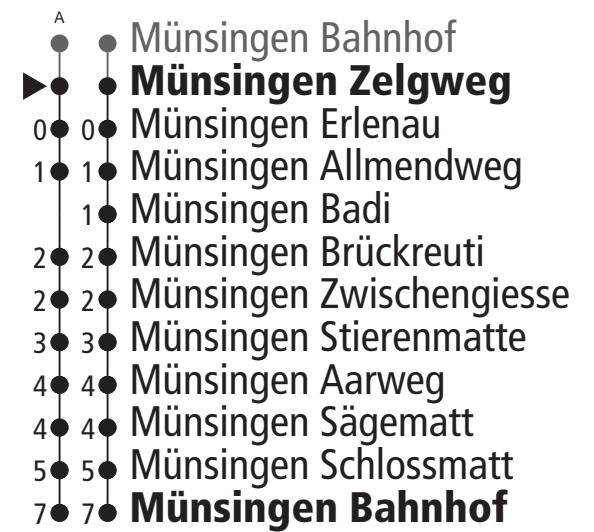 A
Münsingen Bahnhof
Münsingen Zelgweg
0 0 Münsingen Erlenau
1 1 Münsingen Allmendweg
1 Münsingen Badi
2 2 Münsingen Brückreuti
2 2 Münsingen Zwischengiesse
3 3 Münsingen Stierenmatte
4 4 Münsingen Aarweg
4 4 Münsingen Sägematt
5 5 Münsingen Schlossmatt
7 7 Münsingen Bahnhof